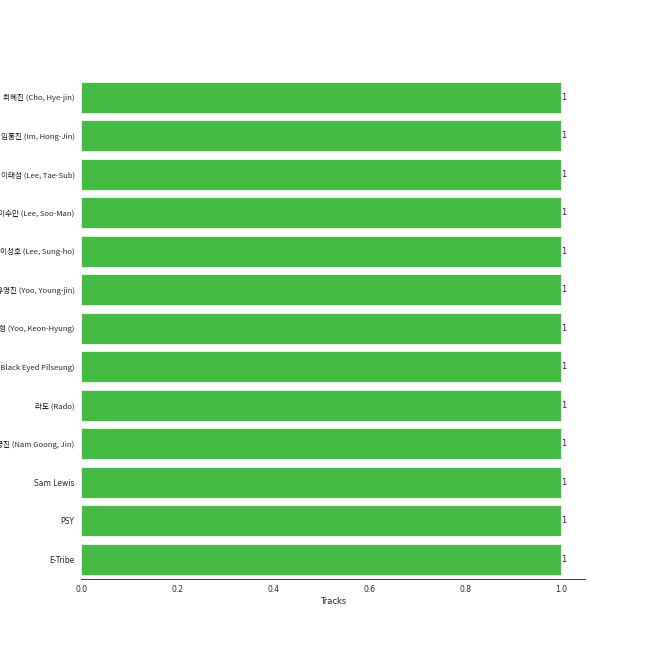 최혜진 (Cho, Hye-jin) 1
임홍진 (Im, Hong-Jin) 1
이태섭 (Lee, Tae-Sub) 1
이수만 (Lee, Soo-Man) 1
이성호 (Lee, Sung-ho) 1
유영진 (Yoo, Young-jin) 1
형 (Yoo, Keon-Hyung) 1
Black Eyed Pilseung) 1
라도 (Rado) 1
궁진 (Nam Goong, Jin) 1
Sam Lewis 1
PSY 1
E-Tribe 1
0.0 0.2 0.4 0.6 0.8 1.0
Tracks